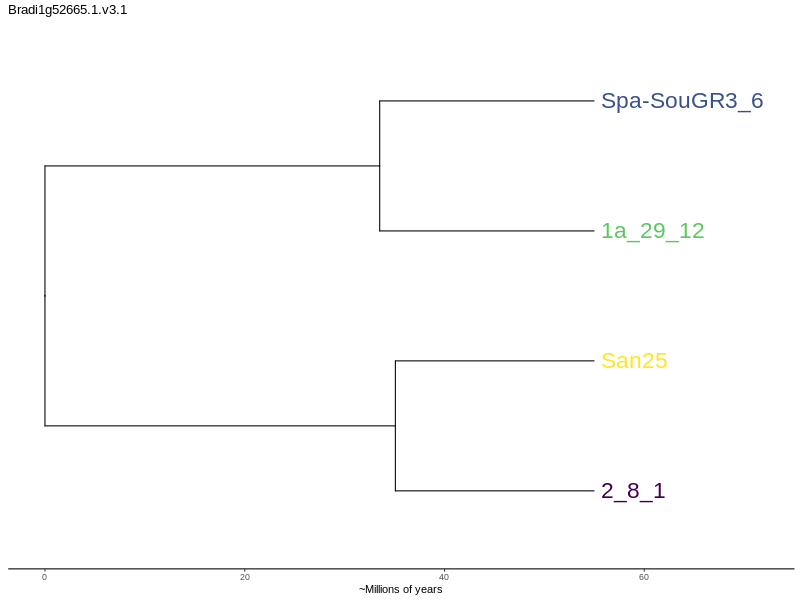 Bradi1g52665.1.v3.1
Spa-SouGR3_6
1a_29_12
San25
2_8_1
0 20 40 60
~Millions of years